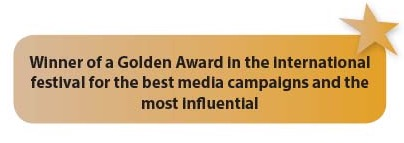 Winner of a Golden Award in the international
festival for the best media campaigns and the
most influential